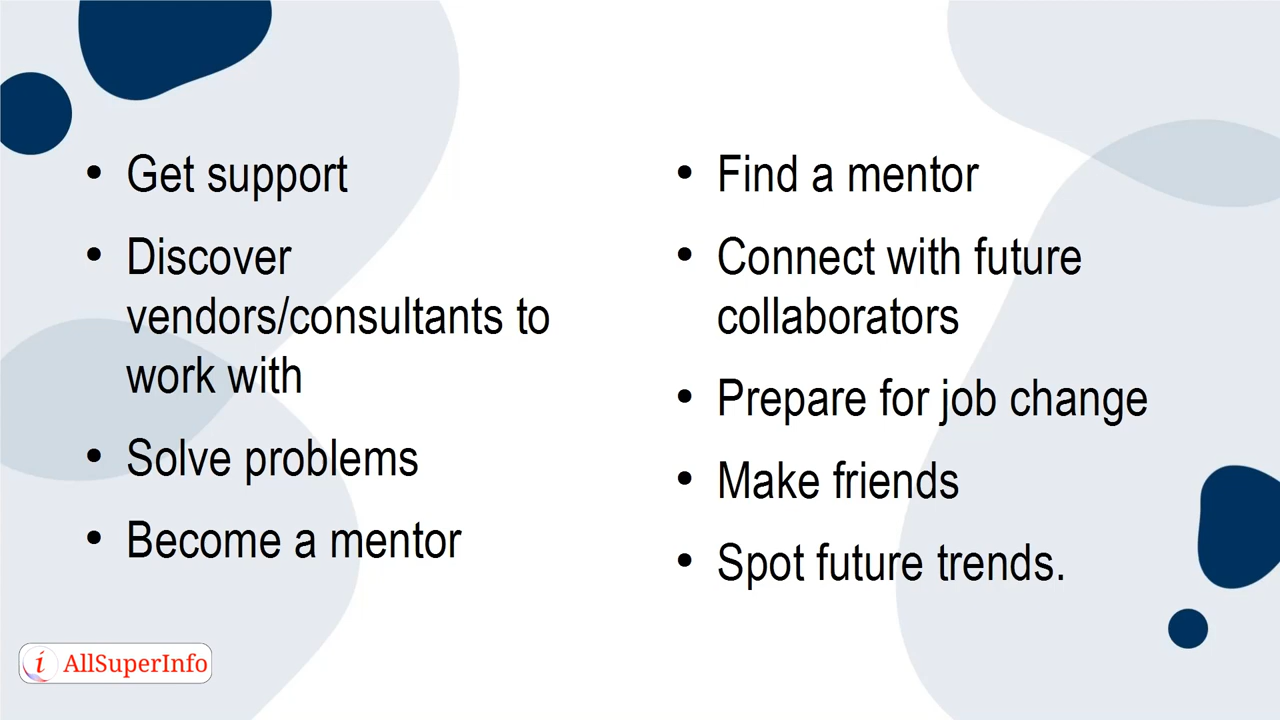 • Get support
• Discover
vendors/consultants to
work with
• Solve problems
• Become a mentor
• Find a mentor
• Connect with future
collaborators
• Prepare for job change
• Make friends
• Spot future trends.
i AllSuperInfo